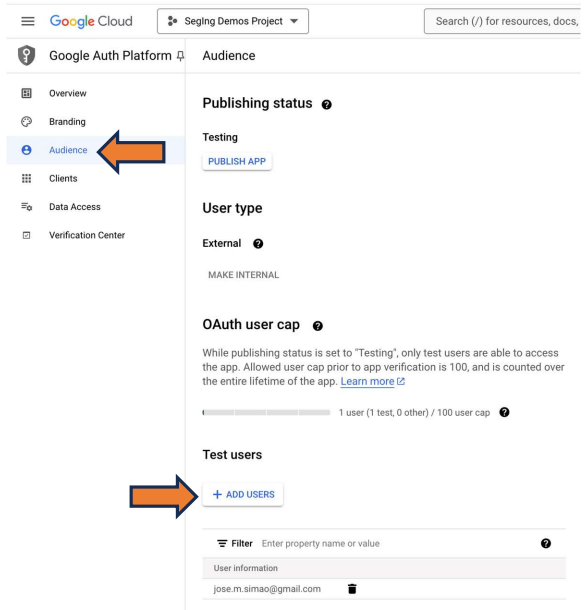 Google Cloud
SegIng Demos Project
Search (/) for resources, docs,
Google Auth Platform
Audience
Overview
Branding
Audience
Clients
Data Access
Verification Center
Publishing status
Testing
PUBLISH APP
User type
External
MAKE INTERNAL
OAuth user cap
While publishing status is set to "Testing", only test users are able to access
the app. Allowed user cap prior to app verification is 100, and is counted over
the entire lifetime of the app. Learn more
1 user (1 test, 0 other) / 100 user cap
Test users
+ ADD USERS
Filter Enter property name or value
User information
jose.m.simao@gmail.com